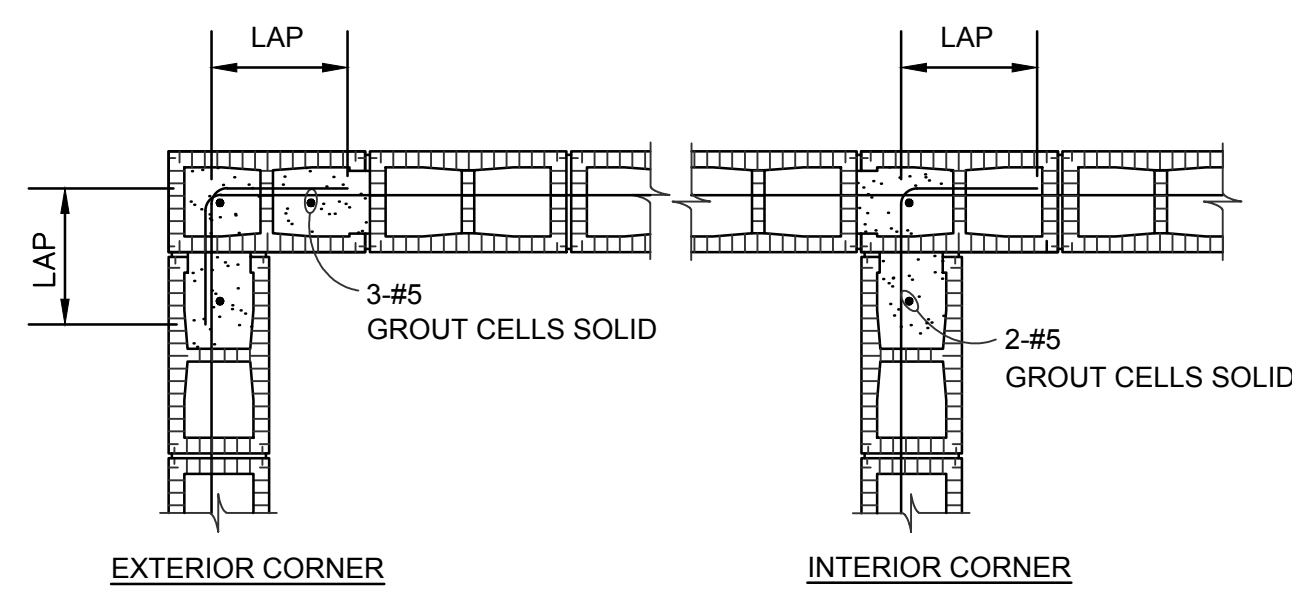 LAP
LAP
LAP
3-#5
GROUT CELLS SOLID
2-#5
GROUT CELLS SOLID
EXTERIOR CORNER
INTERIOR CORNER